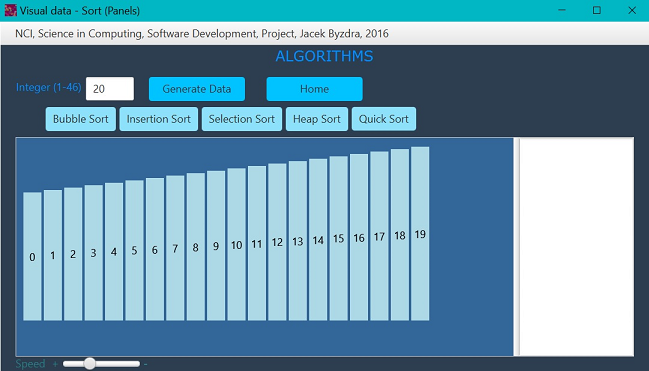 Visual data - Sort (Panels)
NCI, Science in Computing, Software Development, Project, Jacek Byzdra, 2016
ALGORITHMS
Integer (1-46) 20 Generate Data Home
Bubble Sort Insertion Sort Selection Sort Heap Sort Quick Sort
0 1 2 3 4 5 6 7 8 9 10 11 12 13 14 15 16 17 18 19
Speed + -